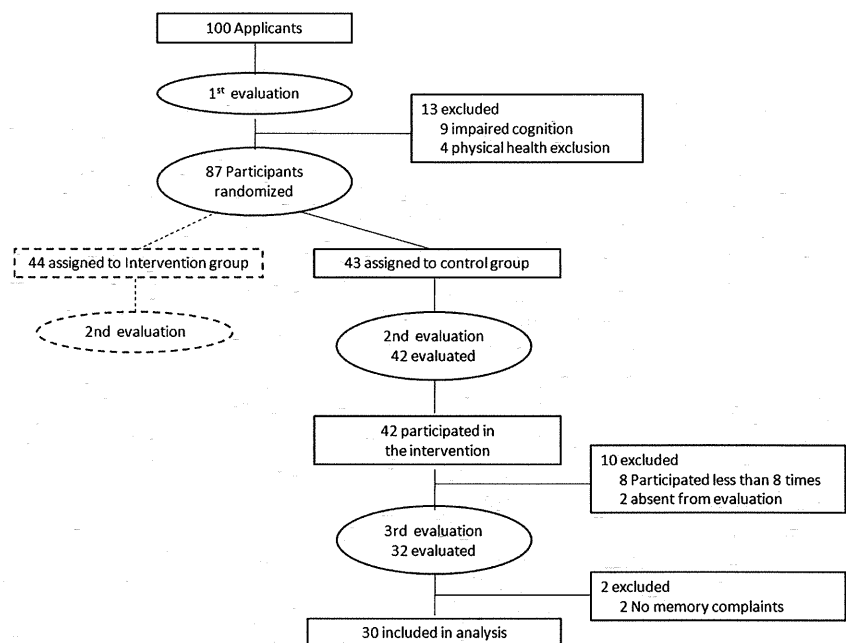 100 Applicants
1st evaluation
13 excluded
9 impaired cognition
4 physical health exclusion
87 Participants
randomized
44 assigned to Intervention group
43 assigned to control group
2nd evaluation
2nd evaluation
42 evaluated
42 participated in
the intervention
10 excluded
8 Participated less than 8 times
2 absent from evaluation
3rd evaluation
32 evaluated
2 excluded
2 No memory complaints
30 included in analysis